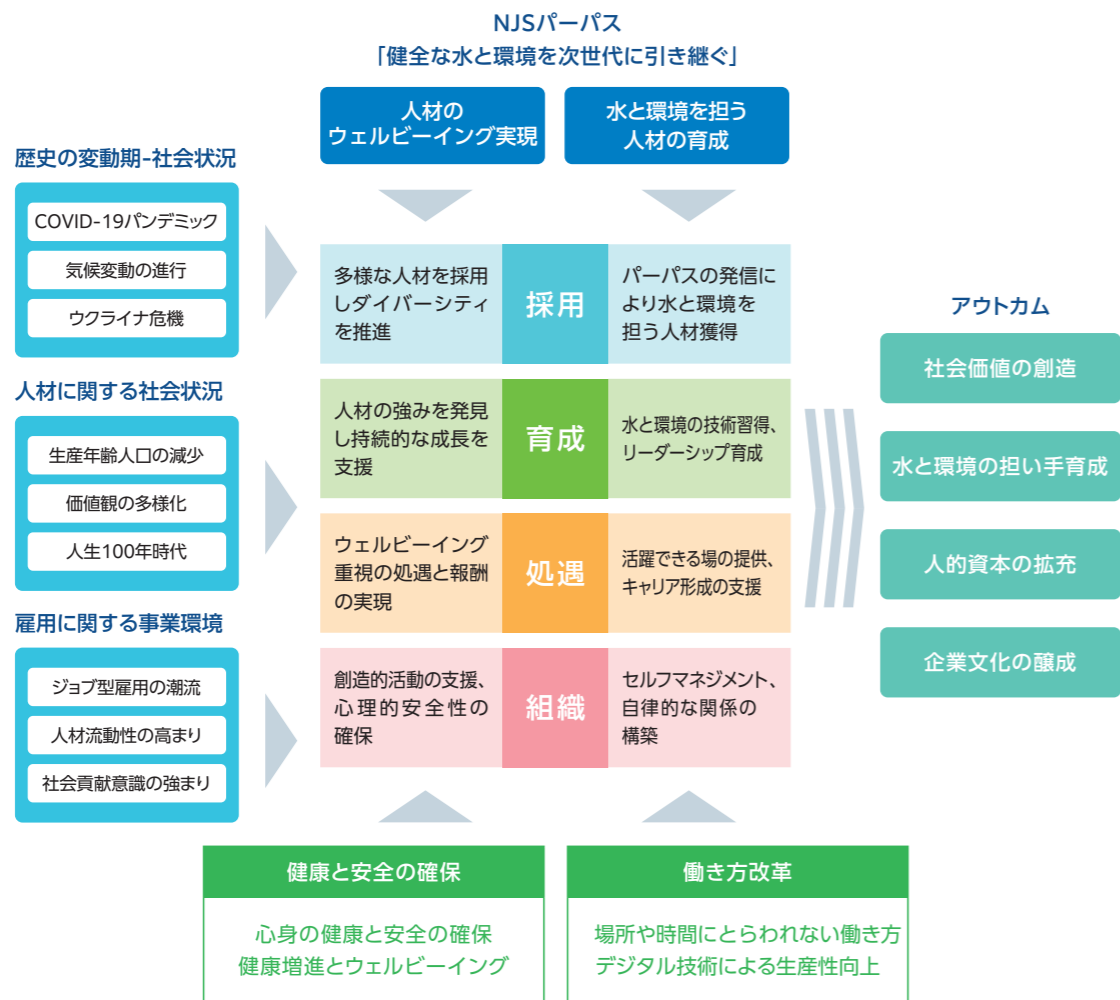 NJSパーパス
「健全な水と環境を次世代に引き継ぐ」
人材の
ウェルビーイング実現
水と環境を担う
人材の育成
歴史の変動期-社会状況
COVID-19パンデミック
気候変動の進行
ウクライナ危機
人材に関する社会状況
生産年齢人口の減少
価値観の多様化
人生100年時代
雇用に関する事業環境
ジョブ型雇用の潮流
人材流動性の高まり
社会貢献意識の強まり
多様な人材を採用
しダイバーシティ
を推進
採用
パーパスの発信に
より水と環境を
担う人材獲得
人材の強みを発見
し持続的な成長を
支援
育成
水と環境の技術習得、
リーダーシップ育成
ウェルビーイング
重視の処遇と報酬
の実現
処遇
活躍できる場の提供、
キャリア形成の支援
創造的活動の支援、
心理的安全性の
確保
組織
セルフマネジメント、
自律的な関係の
構築
アウトカム
社会価値の創造
水と環境の担い手育成
人的資本の拡充
企業文化の醸成
健康と安全の確保
心身の健康と安全の確保
健康増進とウェルビーイング
働き方改革
場所や時間にとらわれない働き方
デジタル技術による生産性向上